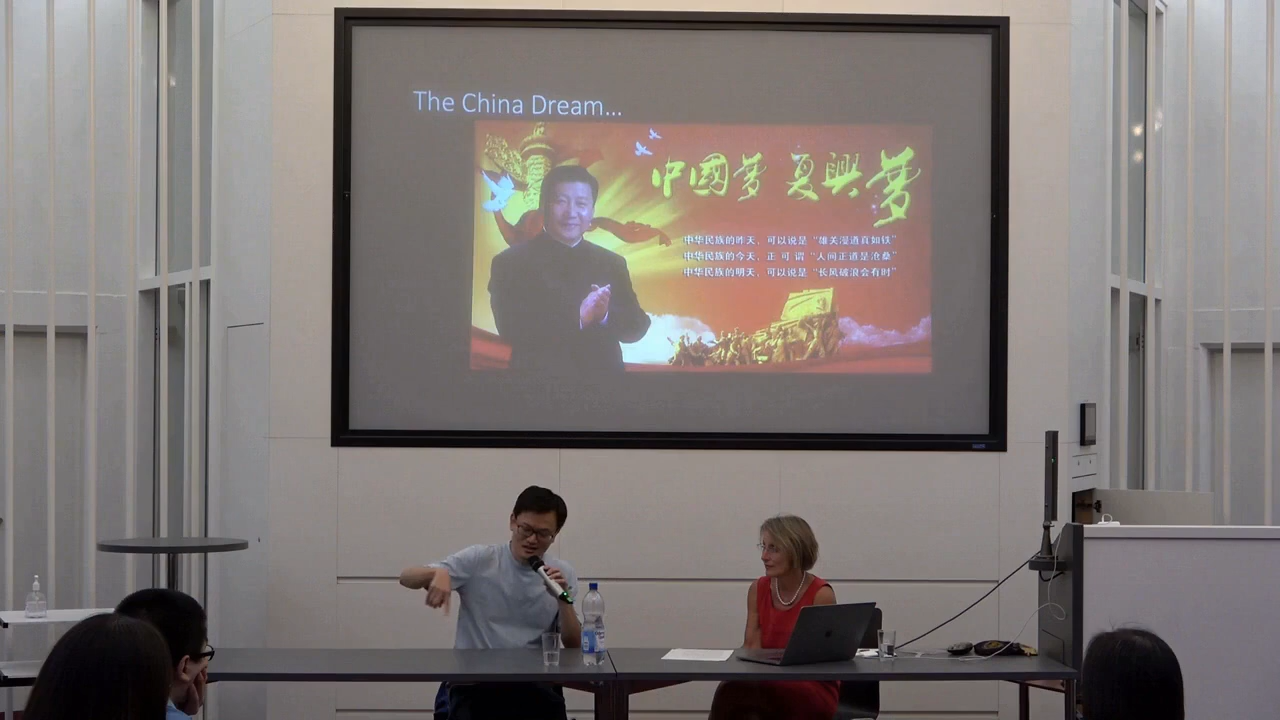 The China Dream...
中國梦 复興梦
中华民族的昨天，可以说是“雄关漫道真如铁”
中华民族的今天，正 可 谓“人间正道是沧桑”
中华民族的明天，可以说是“长风破浪会有时”